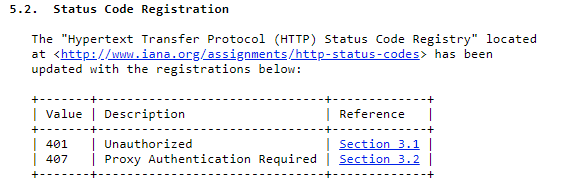 5.2. Status Code Registration
The "Hypertext Transfer Protocol (HTTP) Status Code Registry" located
at <http://www.iana.org/assignments/http-status-codes> has been
updated with the registrations below:
+-------+-------------------------------+-------------+
| Value | Description | Reference |
+-------+-------------------------------+-------------+
| 401 | Unauthorized | Section 3.1 |
| 407 | Proxy Authentication Required | Section 3.2 |
+-------+-------------------------------+-------------+